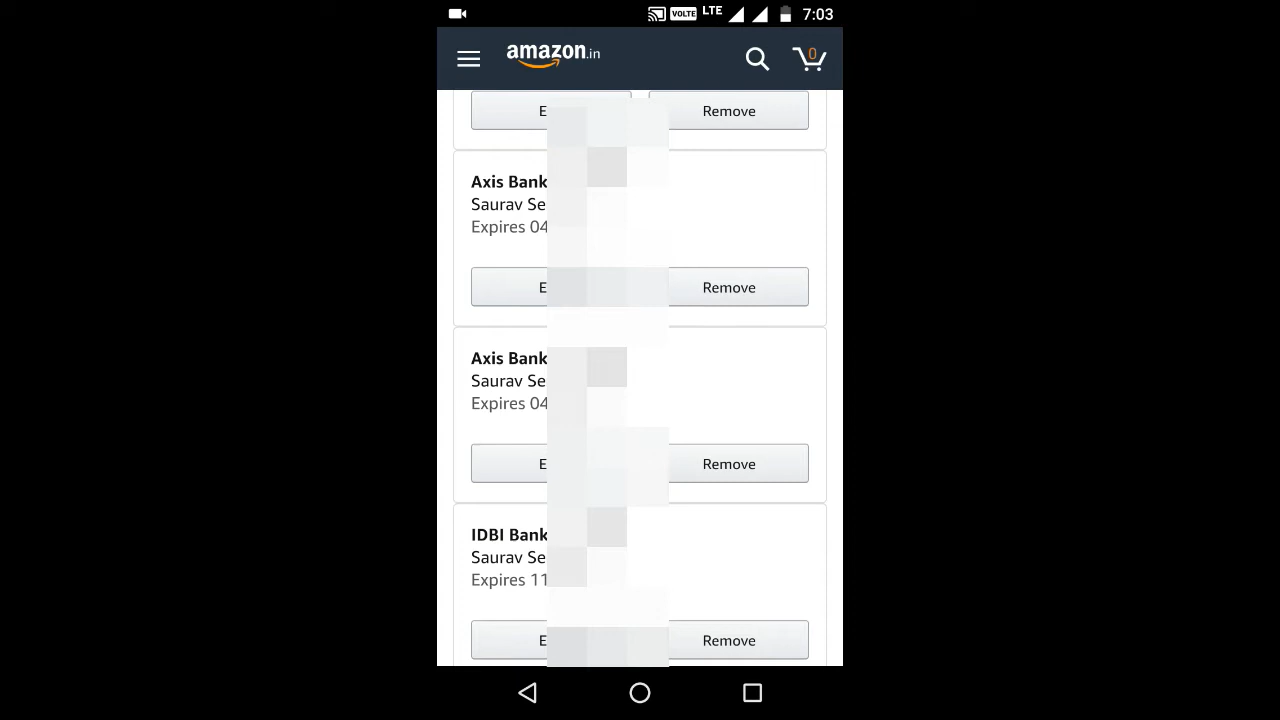 VOLTE LTE 7:03
amazon.in 0
E Remove
Axis Bank
Saurav Se
Expires 04
E Remove
Axis Bank
Saurav Se
Expires 04
E Remove
IDBI Bank
Saurav Se
Expires 11
E Remove